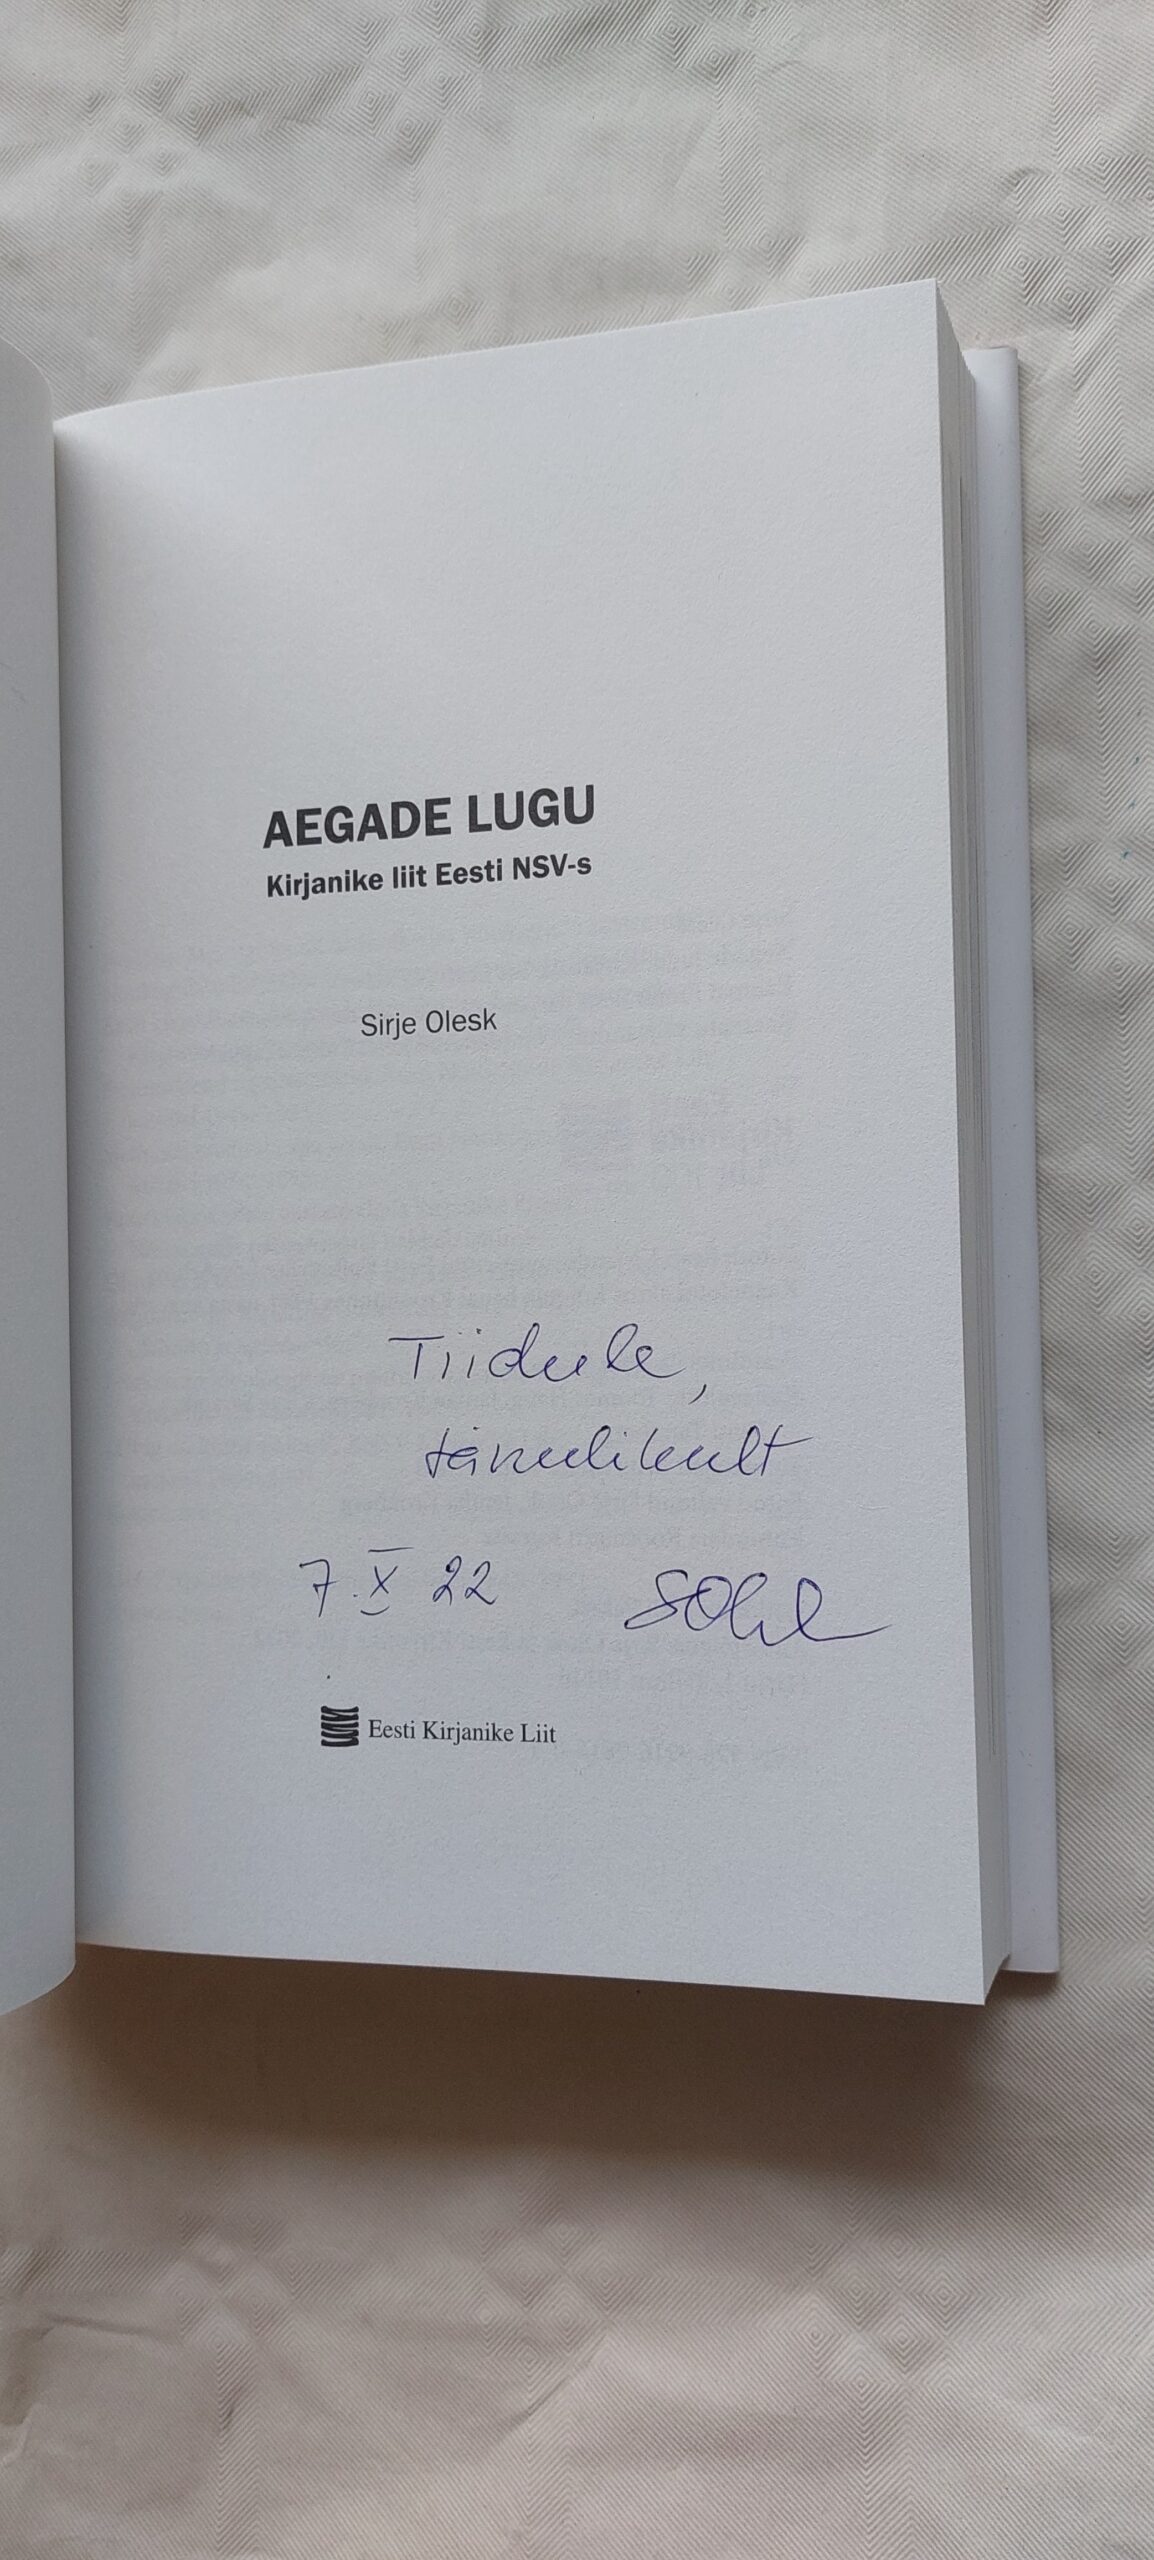 AEGADE LUGU
Kirjanike liit Eesti NSV-s
Sirje Olesk
Tiidule,
tänulikult
7. X 22
Eesti Kirjanike Liit